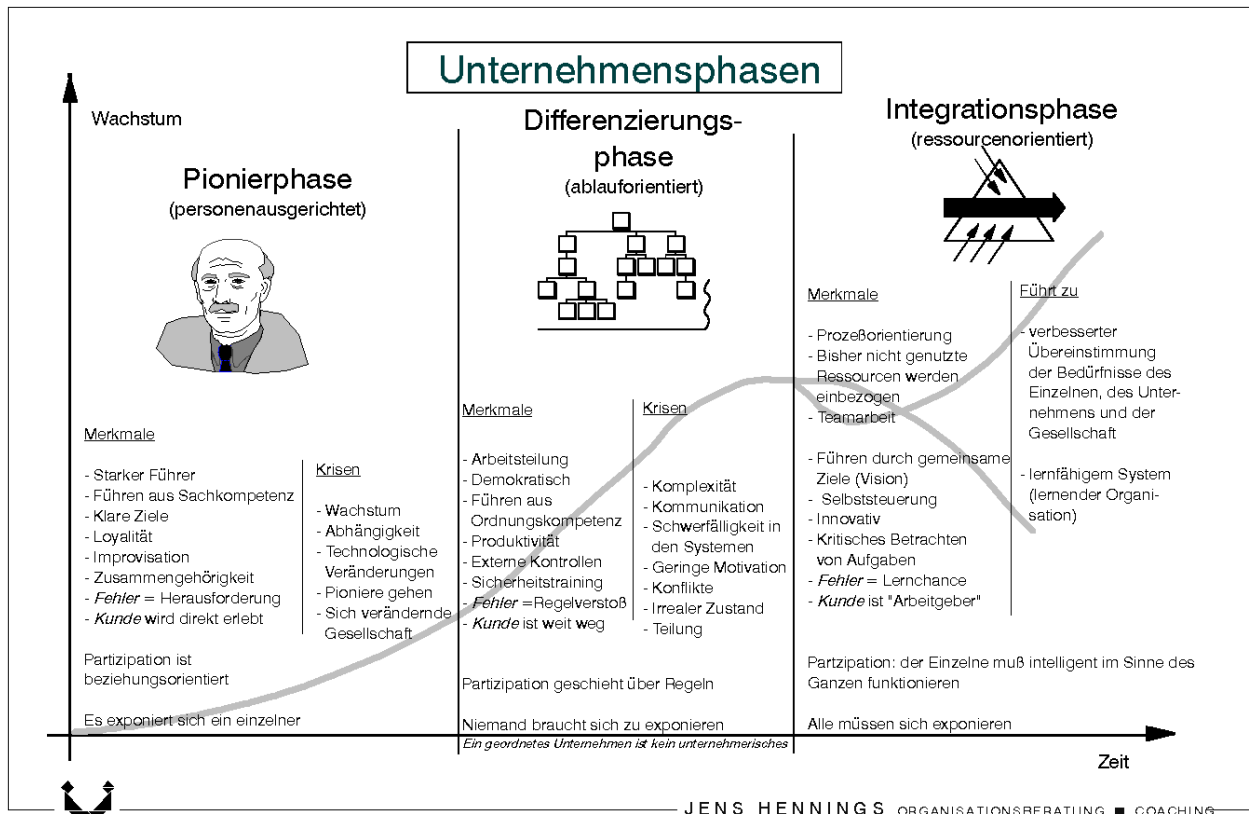 Unternehmensphasen
Wachstum
Pionierphase
(personenausgerichtet)
Merkmale
- Starker Führer
- Führen aus Sachkompetenz
- Klare Ziele
- Loyalität
- Improvisation
- Zusammengehörigkeit
- Fehler = Herausforderung
- Kunde wird direkt erlebt
Krisen
- Wachstum
- Abhängigkeit
- Technologische
Veränderungen
- Pioniere gehen
- Sich verändernde
Gesellschaft
Partizipation ist
beziehungsorientiert
Es exponiert sich ein einzelner
Differenzierungs-
phase
(ablauforientiert)
Merkmale
- Arbeitsteilung
- Demokratisch
- Führen aus
Ordnungskompetenz
- Produktivität
- Externe Kontrollen
- Sicherheitstraining
- Fehler =Regelverstoß
- Kunde ist weit weg
Krisen
- Komplexität
- Kommunikation
- Schwerfälligkeit in
den Systemen
- Geringe Motivation
- Konflikte
- Irrealer Zustand
- Teilung
Partizipation geschieht über Regeln
Niemand braucht sich zu exponieren
Ein geordnetes Unternehmen ist kein unternehmerisches
Integrationsphase
(ressourcenorientiert)
Merkmale
- Prozeßorientierung
- Bisher nicht genutzte
Ressourcen werden
einbezogen
- Teamarbeit
- Führen durch gemeinsame
Ziele (Vision)
- Selbststeuerung
- Innovativ
- Kritisches Betrachten
von Aufgaben
- Fehler = Lernchance
- Kunde ist "Arbeitgeber"
Führt zu
- verbesserter
Übereinstimmung
der Bedürfnisse des
Einzelnen, des Unter-
nehmens und der
Gesellschaft
- lernfähigem System
(lernender Organi-
sation)
Partzipation: der Einzelne muß intelligent im Sinne des
Ganzen funktionieren
Alle müssen sich exponieren
Zeit
JENS HENNINGS ORGANISATIONSBERATUNG ■ COACHING